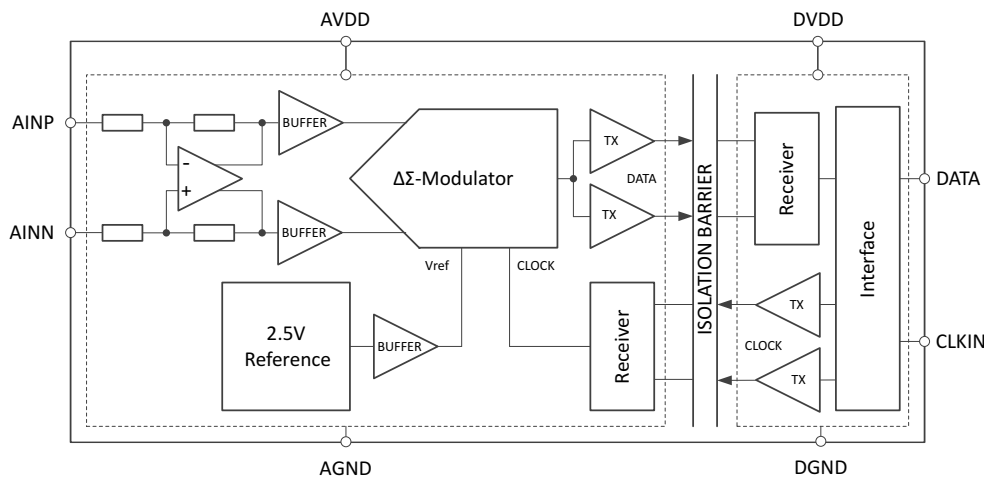 AVDD
DVDD
AINP
BUFFER
-
+
ΔΣ-Modulator
TX
DATA
TX
ISOLATION BARRIER
Receiver
Interface
DATA
AINN
BUFFER
Vref
CLOCK
2.5V
Reference
BUFFER
Receiver
TX
CLOCK
TX
CLKIN
AGND
DGND